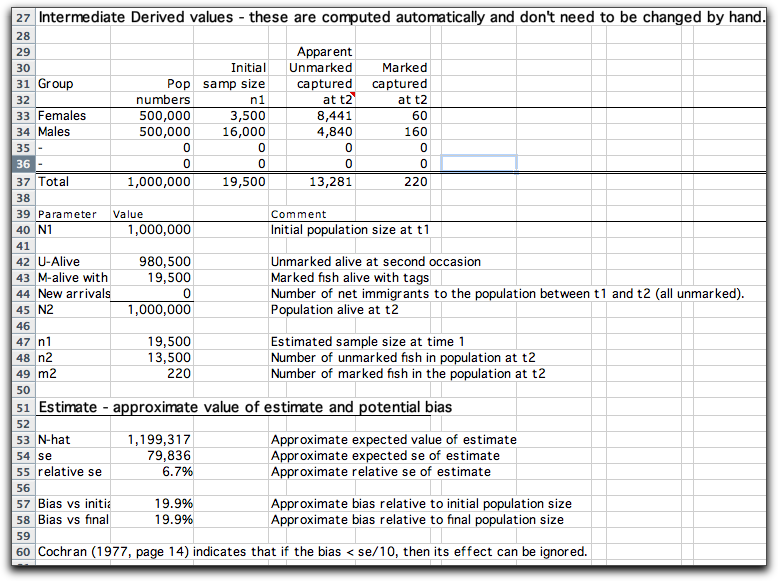 27 Intermediate Derived values - these are computed automatically and don't need to be changed by hand.
28
29 Apparent
30 Initial Unmarked Marked
31 Group Pop samp size captured captured
32 numbers n1 at t2 at t2
33 Females 500,000 3,500 8,441 60
34 Males 500,000 16,000 4,840 160
35 - 0 0 0 0
36 - 0 0 0 0
37 Total 1,000,000 19,500 13,281 220
38
39 Parameter Value Comment
40 N1 1,000,000 Initial population size at t1
41
42 U-Alive 980,500 Unmarked alive at second occasion
43 M-alive with 19,500 Marked fish alive with tags
44 New arrivals 0 Number of net immigrants to the population between t1 and t2 (all unmarked).
45 N2 1,000,000 Population alive at t2
46
47 n1 19,500 Estimated sample size at time 1
48 n2 13,500 Number of unmarked fish in population at t2
49 m2 220 Number of marked fish in the population at t2
50
51 Estimate - approximate value of estimate and potential bias
52
53 N-hat 1,199,317 Approximate expected value of estimate
54 se 79,836 Approximate expected se of estimate
55 relative se 6.7% Approximate relative se of estimate
56
57 Bias vs initia 19.9% Approximate bias relative to initial population size
58 Bias vs final 19.9% Approximate bias relative to final population size
59
60 Cochran (1977, page 14) indicates that if the bias < se/10, then its effect can be ignored.